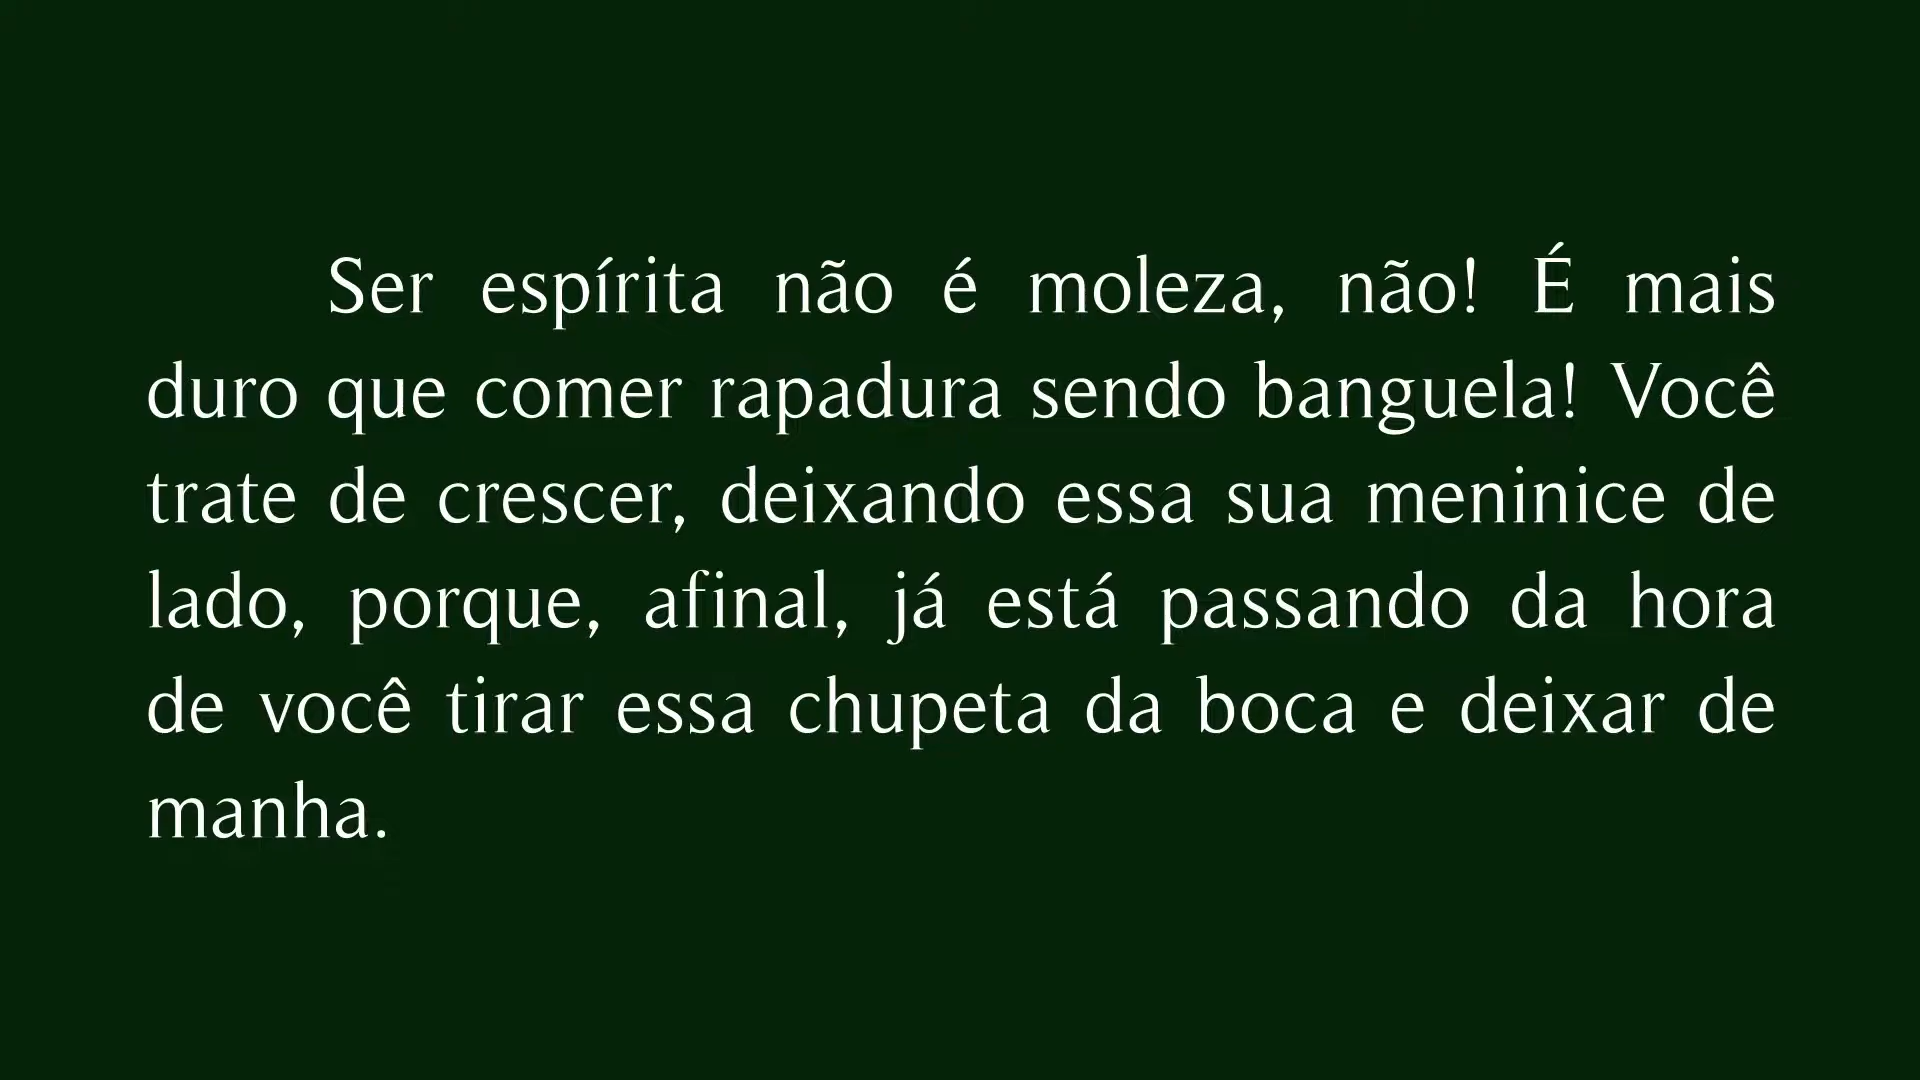 Ser espírita não é moleza, não! É mais
duro que comer rapadura sendo banguela! Você
trate de crescer, deixando essa sua meninice de
lado, porque, afinal, já está passando da hora
de você tirar essa chupeta da boca e deixar de
manha.